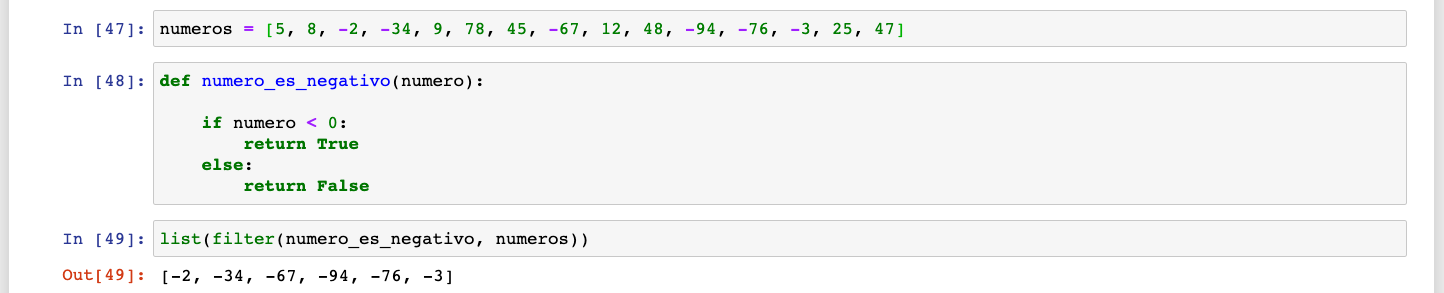 In [47]: numeros = [5, 8, -2, -34, 9, 78, 45, -67, 12, 48, -94, -76, -3, 25, 47]
In [48]: def numero_es_negativo(numero):
if numero < 0:
return True
else:
return False
In [49]: list(filter(numero_es_negativo, numeros))
Out[49]: [-2, -34, -67, -94, -76, -3]